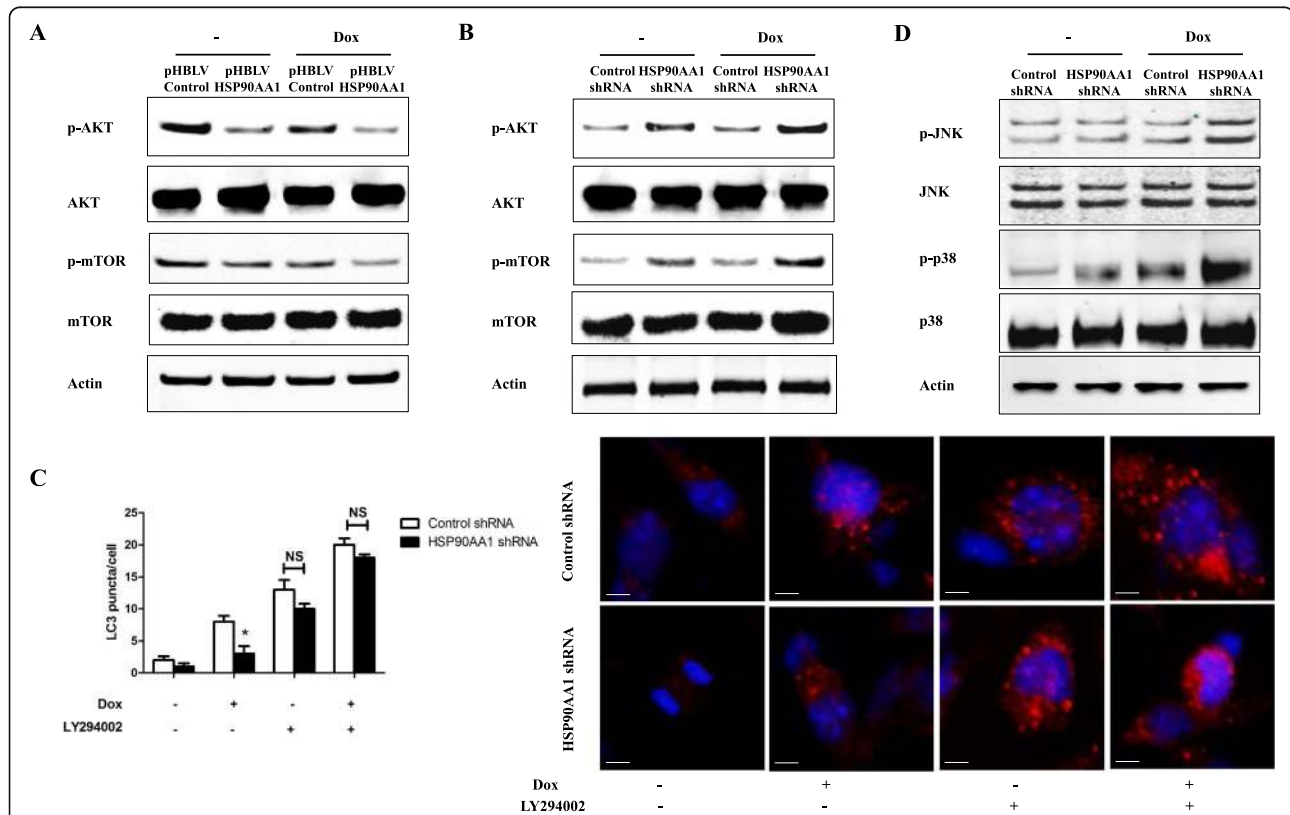 A
- Dox
pHBLV pHBLV pHBLV pHBLV
Control HSP90AA1 Control HSP90AA1
p-AKT
AKT
p-mTOR
mTOR
Actin
B
- Dox
Control HSP90AA1 Control HSP90AA1
shRNA shRNA shRNA shRNA
p-AKT
AKT
p-mTOR
mTOR
Actin
D
- Dox
Control HSP90AA1 Control HSP90AA1
shRNA shRNA shRNA shRNA
p-JNK
JNK
p-p38
p38
Actin
C
LC3 puncta/cell
25
20
15
10
5
0
* NS NS
Control shRNA
HSP90AA1 shRNA
Dox - + - +
LY294002 - - + +
Control shRNA
HSP90AA1 shRNA
Dox - + - +
LY294002 - - + +